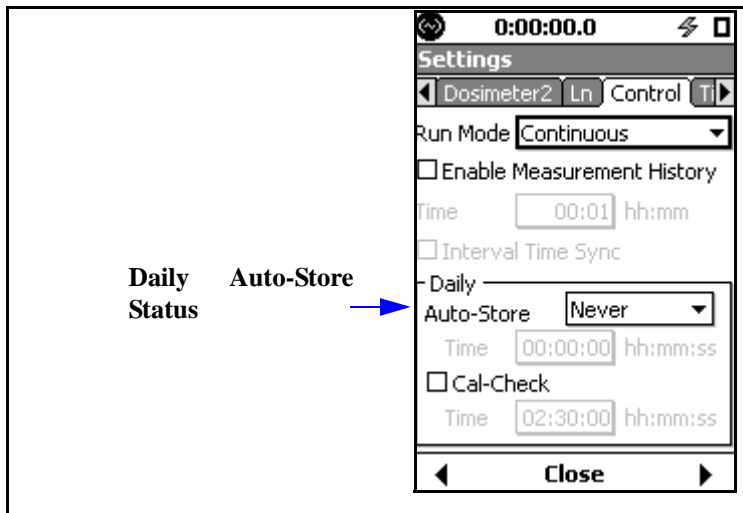 0:00:00.0
Settings
Dosimeter2 Ln Control Ti
Run Mode Continuous
Enable Measurement History
Time 00:01 hh:mm
Interval Time Sync
Daily Auto-Store
Status
Daily
Auto-Store Never
Time 00:00:00 hh:mm:ss
Cal-Check
Time 02:30:00 hh:mm:ss
Close